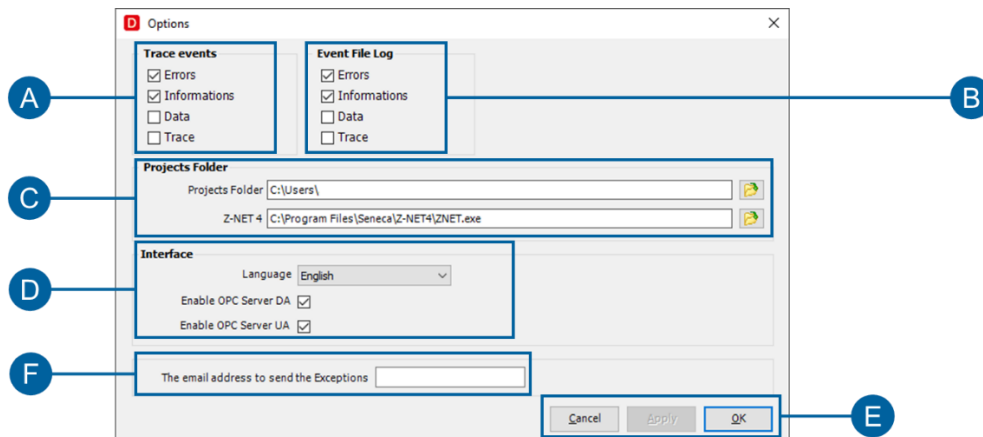 D Options
Trace events
Errors
Informations
Data
Trace
A
Event File Log
Errors
Informations
Data
Trace
B
Projects Folder
Projects Folder C:\Users\
Z-NET 4 C:\Program Files\Seneca\Z-NET4\ZNET.exe
C
Interface
Language English
Enable OPC Server DA
Enable OPC Server UA
D
The email address to send the Exceptions
F
Cancel Apply OK
E